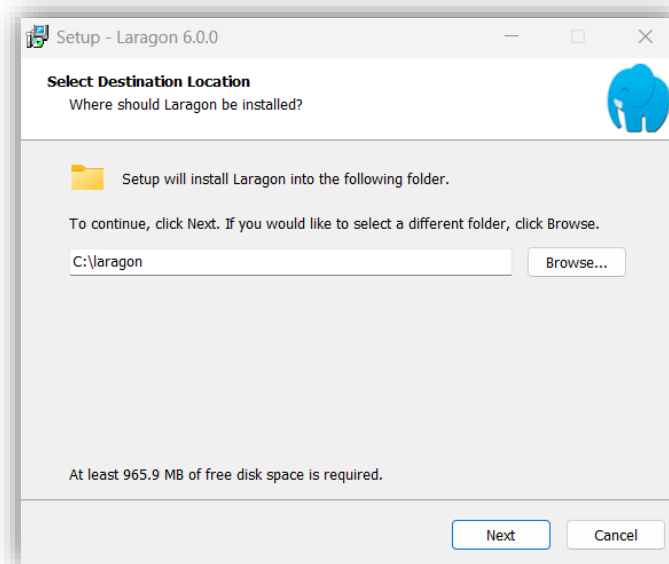 Setup - Laragon 6.0.0
Select Destination Location
Where should Laragon be installed?
Setup will install Laragon into the following folder.
To continue, click Next. If you would like to select a different folder, click Browse.
C:\laragon
Browse...
At least 965.9 MB of free disk space is required.
Next
Cancel